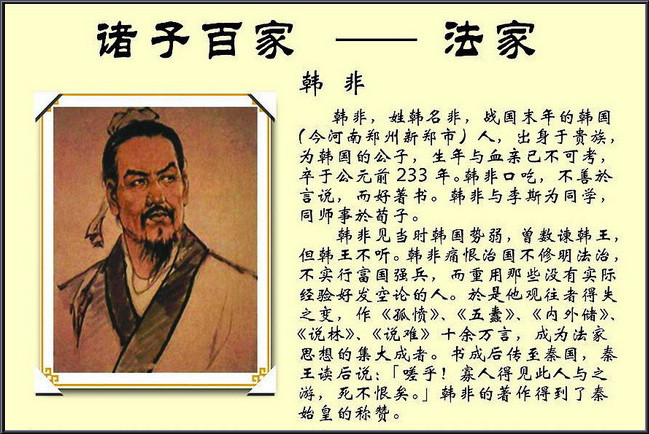 诸子百家 —— 法家
韩 非
韩非，姓韩名非，战国末年的韩国
(今河南郑州新郑市) 人，出身于贵族，
为韩国的公子，生年与血亲已不可考，
卒于公元前 233 年。韩非口吃，不善於
言说，而好著书。韩非与李斯为同学，
同师事於荀子。
韩非见当时韩国势弱，曾数谏韩王，
但韩王不听。韩非痛恨治国不修明法治，
不实行富国强兵，而重用那些没有实际
经验好发空论的人。於是他观往者得失
之变，作《孤愤》、《五蠹》、《内外储》、
《说林》、《说难》十余万言，成为法家
思想的集大成者。书成后传至秦国，秦
王读后说：「嗟乎！寡人得见此人与之
游，死不恨矣。」韩非的著作得到了秦
始皇的称赞。